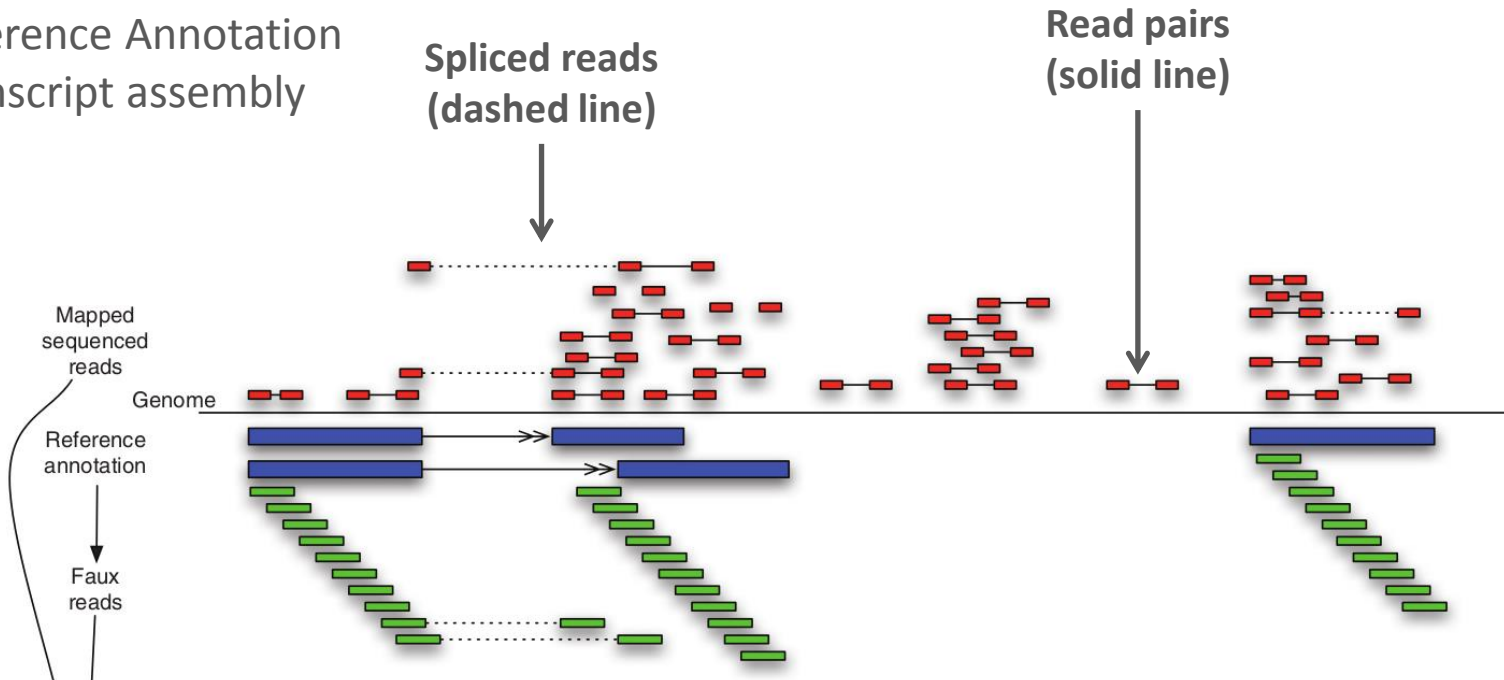 erence Annotation
nscript assembly
Spliced reads
(dashed line)
Read pairs
(solid line)
Mapped
sequenced
reads
Genome
Reference
annotation
Faux
reads